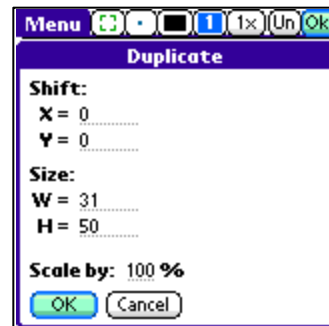 Menu 1 1x Un Ok
Duplicate
Shift:
X = 0
Y = 0
Size:
W = 31
H = 50
Scale by: 100 %
OK Cancel